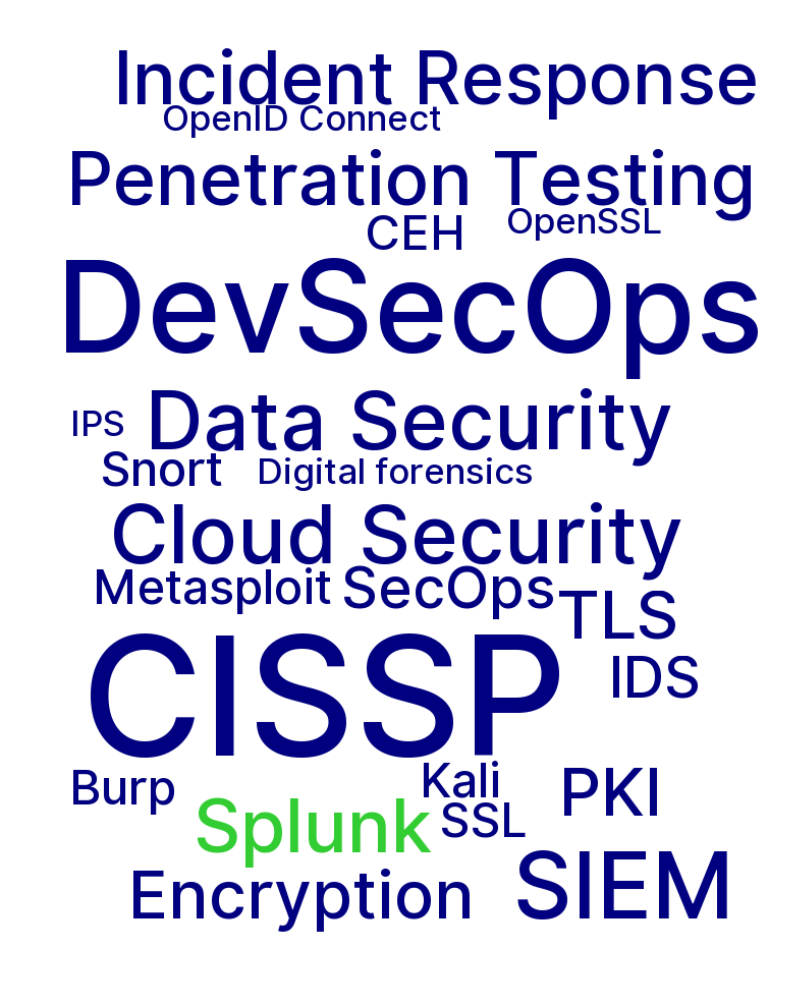 Incident Response
OpenID Connect
Penetration Testing
CEH
OpenSSL
DevSecOps
IPS
Data Security
Snort
Digital forensics
Cloud Security
Metasploit
SecOps
TLS
CISSP
IDS
Burp
Kali
PKI
Splunk
SSL
Encryption
SIEM